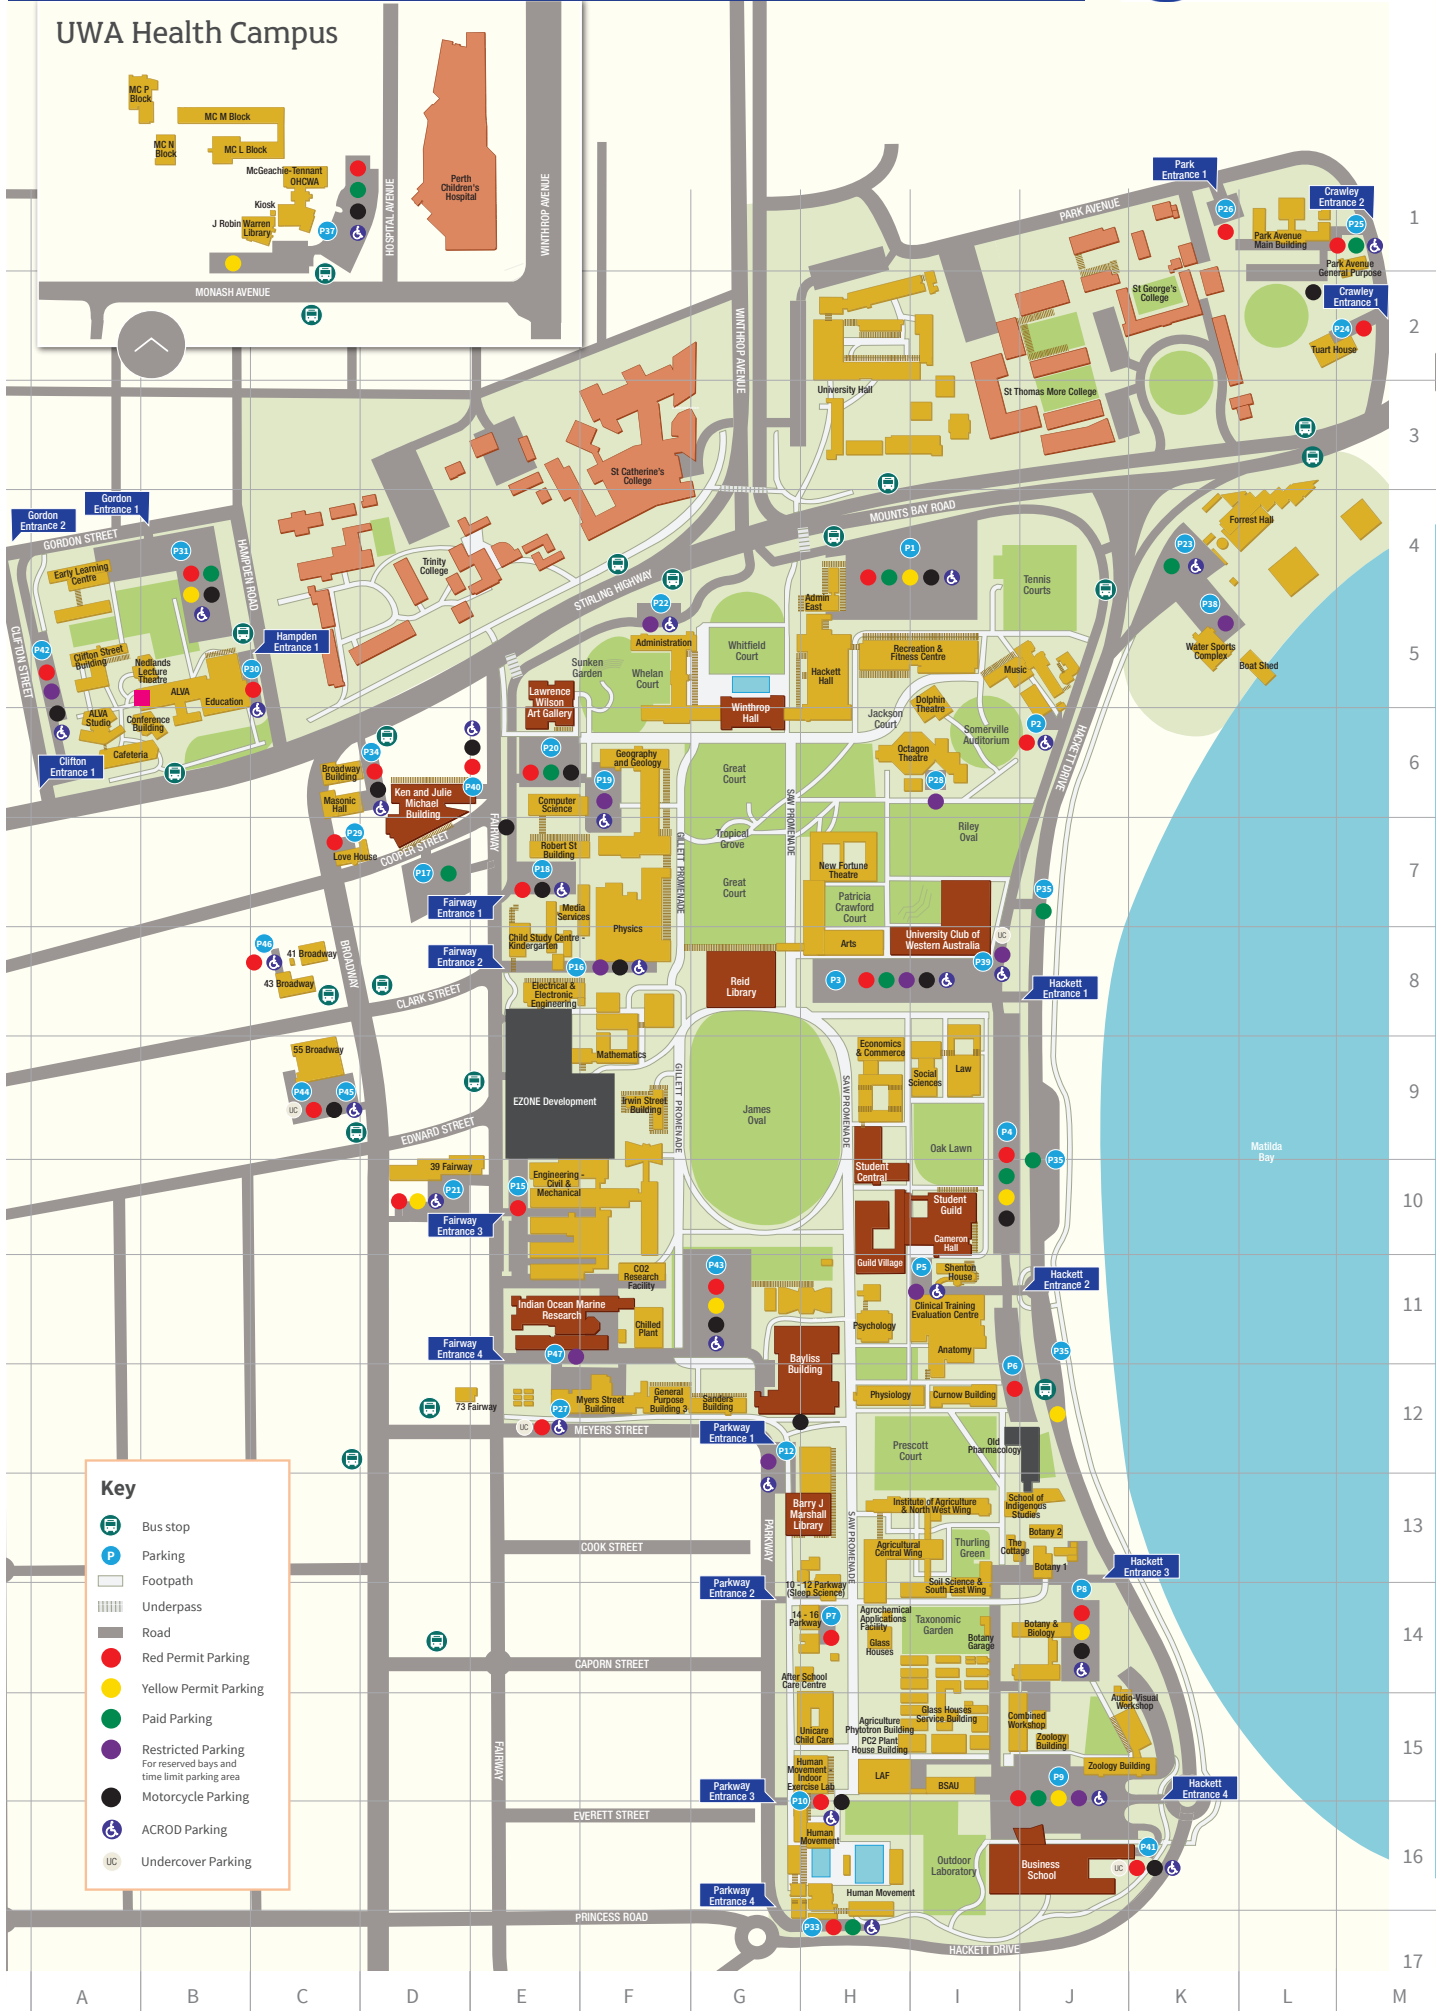 UWA Health Campus
MC P
Block
MC M Block
MC N
Block
MC L Block
McGeachie-Tennant
OHCWA
Kiosk
J Robin Warren
Library
P37
HOSPITAL AVENUE
Perth
Children's
Hospital
WINTHROP AVENUE
MONASH AVENUE
Park
Entrance 1
PARK AVENUE
P26
Crawley
Entrance 2
P25
Park Avenue
Main Building
Park Avenue
General Purpose
Crawley
Entrance 1
P24
Tuart House
1
St George's
College
2
WINTHROP AVENUE
University Hall
St Thomas More College
3
St Catherine's
College
MOUNTS BAY ROAD
Forrest Hall
Gordon
Entrance 1
Gordon
Entrance 2
GORDON STREET
P31
Early Learning
Centre
HAMPDEN ROAD
Trinity
College
STIRLING HIGHWAY
P22
P1
Admin
East
Tennis
Courts
P23
P38
4
CLIFTON STREET
P42
Clifton Street
Building
Nedlands
Lecture
Theatre
Hampden
Entrance 1
P30
ALVA
Education
ALVA
Studio
Conference
Building
Cafeteria
Clifton
Entrance 1
Administration
Whitfield
Court
Sunken
Garden
Whelan
Court
Lawrence
Wilson
Art Gallery
Winthrop
Hall
Hackett
Hall
Recreation &
Fitness Centre
Music
Dolphin
Theatre
Jackson
Court
Somerville
Auditorium
Water Sports
Complex
Boat Shed
5
P2
HACKETT DRIVE
P34
Broadway
Building
Masonic
Hall
Ken and Julie
Michael
Building
P40
P20
P19
Geography
and Geology
Computer
Science
Great
Court
Octagon
Theatre
P28
6
P29
Love House
COOPER STREET
FAIRWAY
Robert St
Building
GILLETT PROMENADE
Tropical
Grove
SAW PROMENADE
Riley
Oval
P17
P18
Great
Court
New Fortune
Theatre
Patricia
Crawford
Court
P35
7
Fairway
Entrance 1
Media
Services
Physics
Child Study Centre -
Kindergarten
Fairway
Entrance 2
P16
Arts
University Club of
Western Australia
UC
P39
P46
41 Broadway
43 Broadway
BROADWAY
CLARK STREET
Electrical &
Electronic
Engineering
Reid
Library
P3
Hackett
Entrance 1
8
55 Broadway
P44
P45
UC
Mathematics
EZONE Development
Irwin Street
Building
GILLETT PROMENADE
James
Oval
SAW PROMENADE
Economics
& Commerce
Social
Sciences
Law
9
EDWARD STREET
P4
Oak Lawn
P35
Matilda
Bay
39 Fairway
P21
Fairway
Entrance 3
P15
Engineering -
Civil &
Mechanical
Student
Central
Student
Guild
Cameron
Hall
Guild Village
10
CO2
Research
Facility
P43
P5
Shenton
House
Hackett
Entrance 2
Indian Ocean Marine
Research
Chilled
Plant
Psychology
Clinical Training
Evaluation Centre
Anatomy
11
Fairway
Entrance 4
P47
Bayliss
Building
P6
P35
73 Fairway
P27
UC
Myers Street
Building
General
Purpose
Building 3
Sanders
Building
Physiology
Curnow Building
MEYERS STREET
Parkway
Entrance 1
P12
Prescott
Court
Old
Pharmacology
12
Barry J
Marshall
Library
Institute of Agriculture
& North West Wing
School of
Indigenous
Studies
Botany 2
The
Cottage
Botany 1
COOK STREET
PARKWAY
SAW PROMENADE
Agricultural
Central Wing
Thurling
Green
13
Hackett
Entrance 3
Parkway
Entrance 2
10 - 12 Parkway
(Sleep Science)
Soil Science &
South East Wing
P8
14 - 16
Parkway
P7
Agrochemical
Applications
Facility
Glass
Houses
Taxonomic
Garden
Botany
Garage
Botany &
Biology
14
CAPORN STREET
After School
Care Centre
Audio-Visual
Workshop
FAIRWAY
Unicare
Child Care
Agriculture
Phytotron Building
PC2 Plant
House Building
Glass Houses
Service Building
Combined
Workshop
Zoology
Building
Zoology Building
15
Human
Movement -
Indoor
Exercise Lab
LAF
BSAU
P9
Parkway
Entrance 3
P10
Hackett
Entrance 4
EVERETT STREET
Human
Movement
Outdoor
Laboratory
Business
School
P41
UC
16
Parkway
Entrance 4
Human Movement
PRINCESS ROAD
P33
HACKETT DRIVE
17
Key
Bus stop
P
Parking
Footpath
Underpass
Road
Red Permit Parking
Yellow Permit Parking
Paid Parking
Restricted Parking
For reserved bays and
time limit parking area
Motorcycle Parking
ACROD Parking
UC
Undercover Parking
A B C D E F G H I J K L M